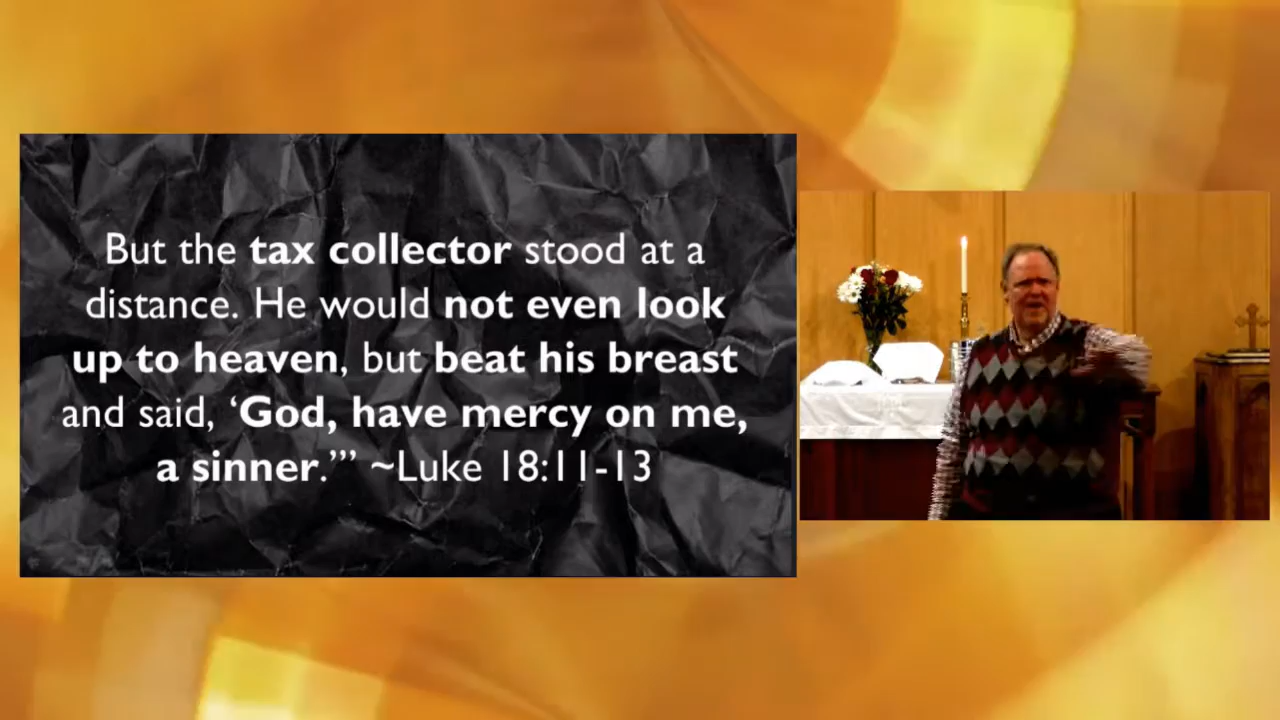 But the tax collector stood at a
distance. He would not even look
up to heaven, but beat his breast
and said, ‘God, have mercy on me,
a sinner.’” ~Luke 18:11-13